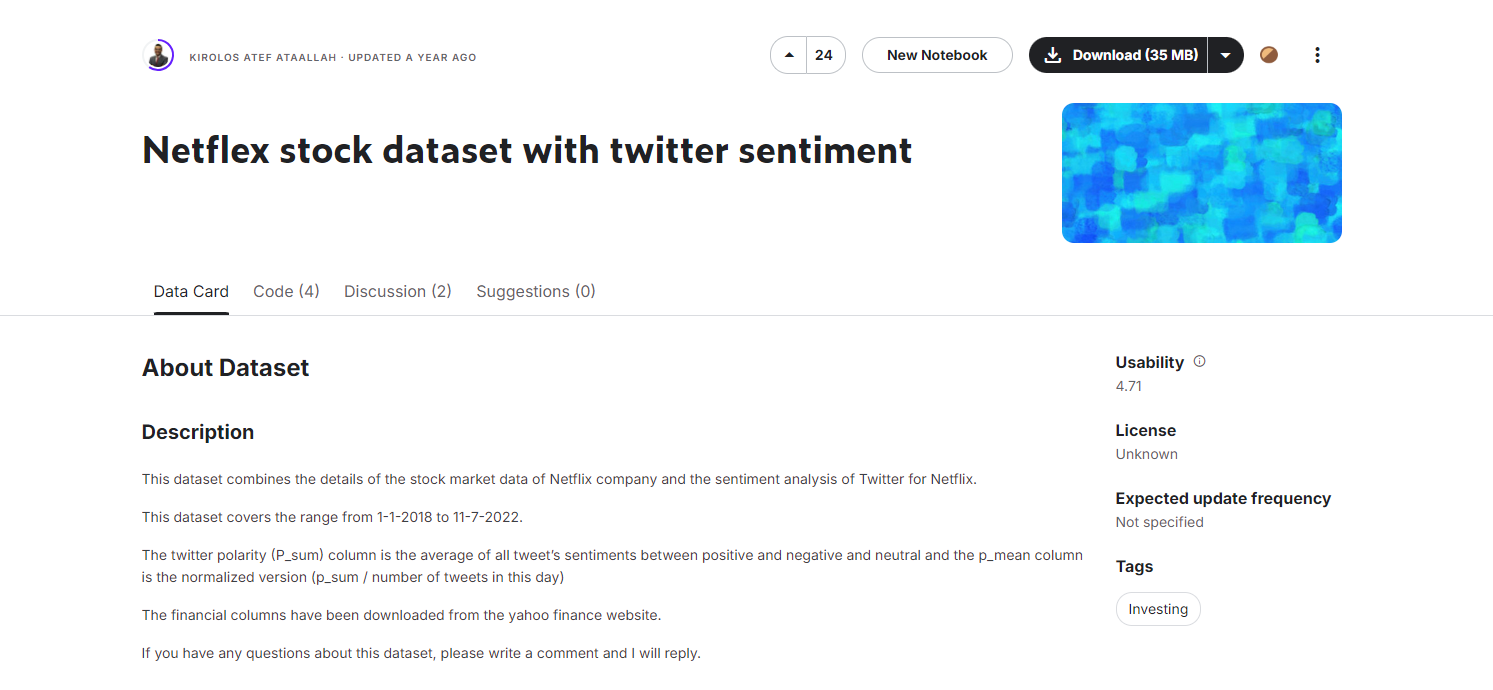 KIROLOS ATEF ATAALLAH · UPDATED A YEAR AGO
24
New Notebook
Download (35 MB)
Netflex stock dataset with twitter sentiment
Data Card
Code (4)
Discussion (2)
Suggestions (0)
About Dataset
Description
This dataset combines the details of the stock market data of Netflix company and the sentiment analysis of Twitter for Netflix.
This dataset covers the range from 1-1-2018 to 11-7-2022.
The twitter polarity (P_sum) column is the average of all tweet's sentiments between positive and negative and neutral and the p_mean column
is the normalized version (p_sum / number of tweets in this day)
The financial columns have been downloaded from the yahoo finance website.
If you have any questions about this dataset, please write a comment and I will reply.
Usability
4.71
License
Unknown
Expected update frequency
Not specified
Tags
Investing